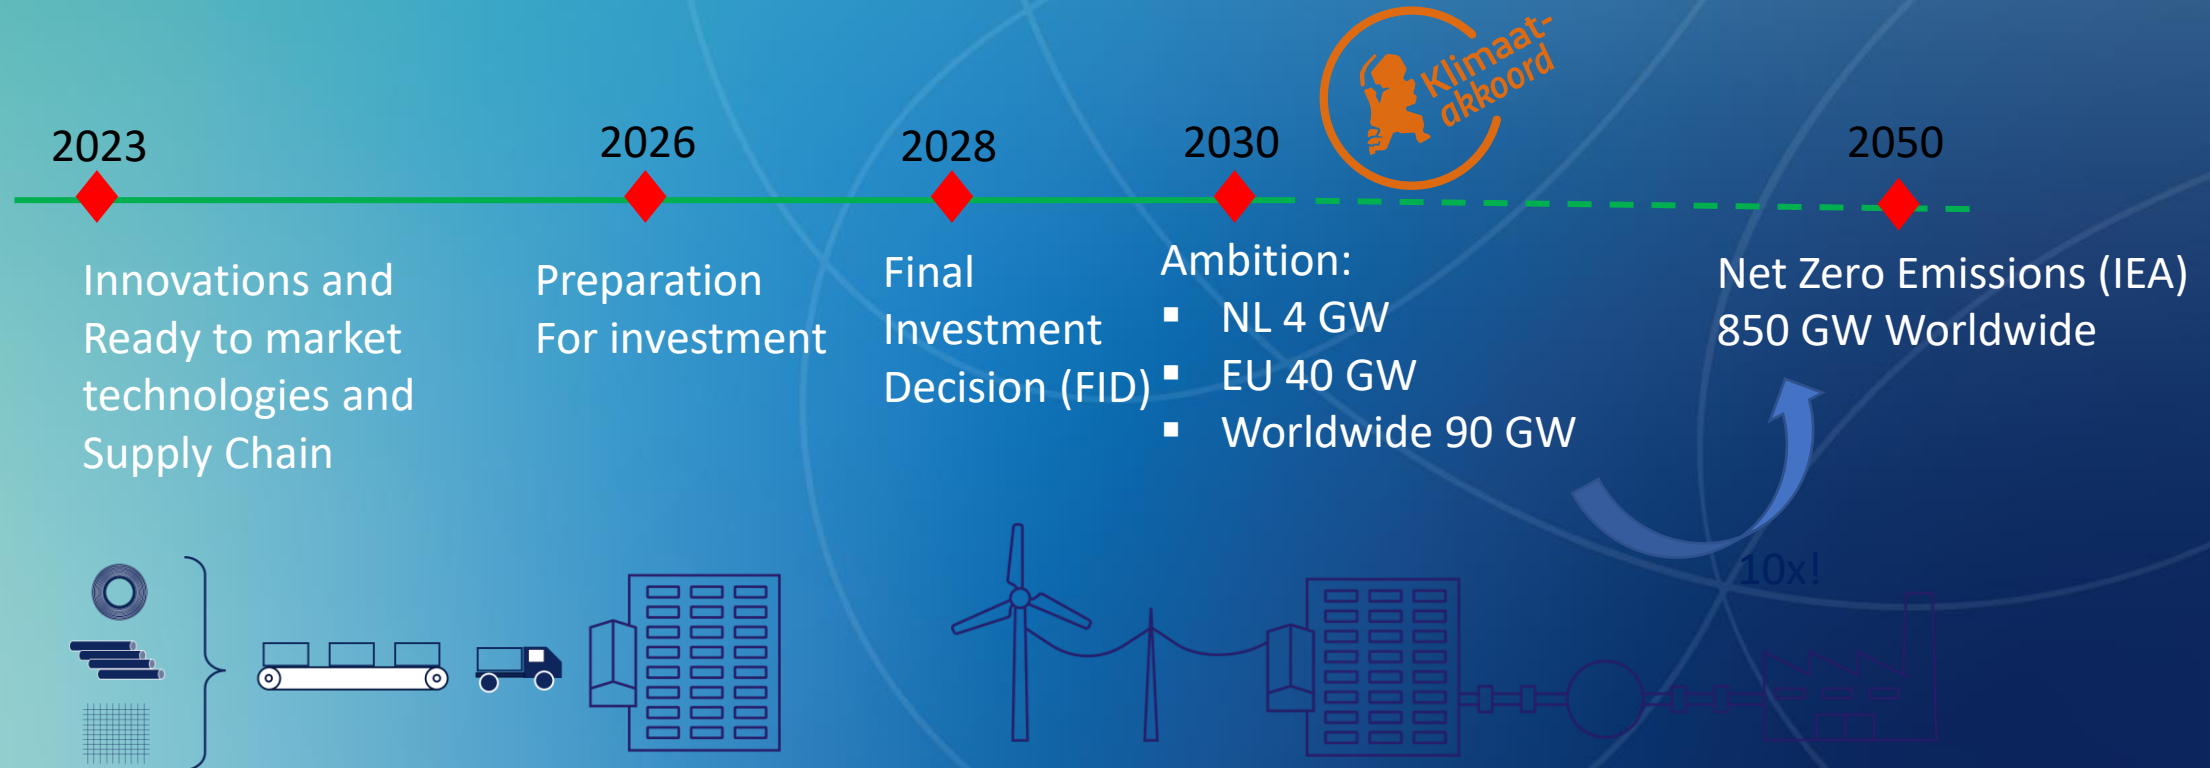 2023
Innovations and
Ready to market
technologies and
Supply Chain
2026
Preparation
For investment
2028
Final
Investment
Decision (FID)
2030
Ambition:
▪ NL 4 GW
▪ EU 40 GW
▪ Worldwide 90 GW
Klimaat-
akkoord
2050
Net Zero Emissions (IEA)
850 GW Worldwide
10x!